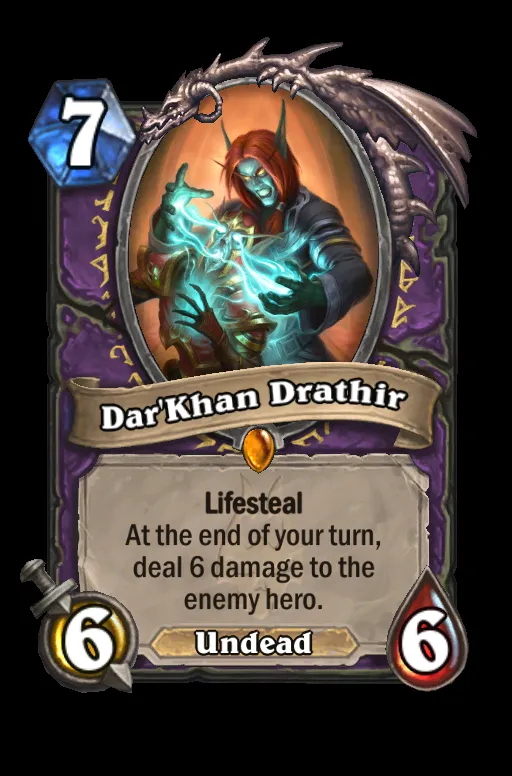 7
Dar'Khan Drathir
Lifesteal
At the end of your turn,
deal 6 damage to the
enemy hero.
6
Undead
6